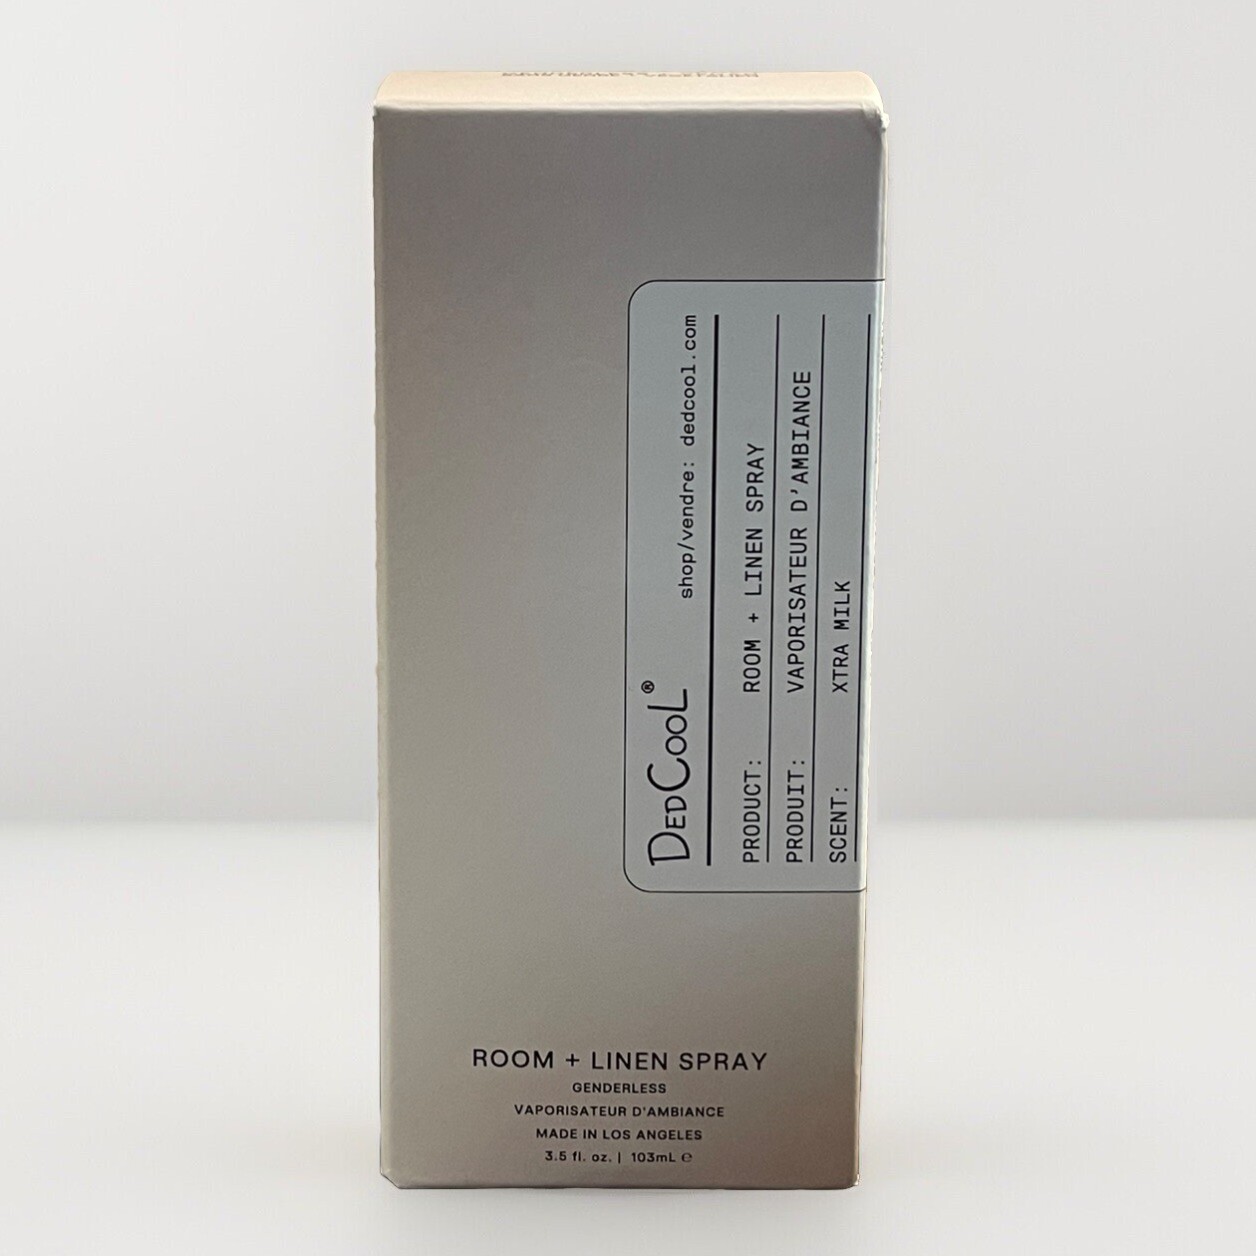 DEDCOOL® shop/vendre: dedcool.com
PRODUCT: ROOM + LINEN SPRAY
PRODUIT: VAPORISATEUR D'AMBIANCE
SCENT: XTRA MILK
ROOM + LINEN SPRAY
GENDERLESS
VAPORISATEUR D'AMBIANCE
MADE IN LOS ANGELES
3.5 fl. oz. | 103mL ℮